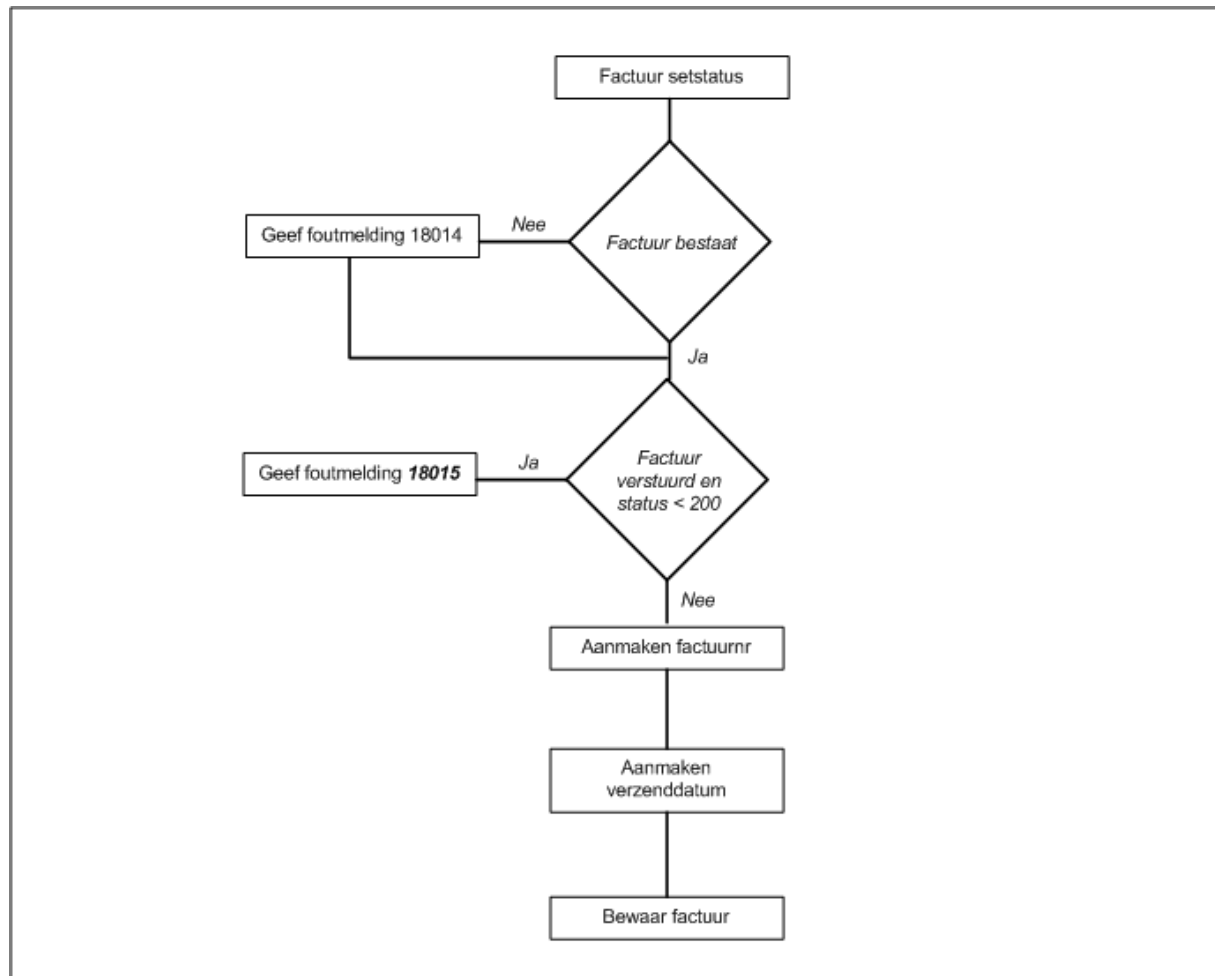 Factuur setstatus
Nee
Geef foutmelding 18014
Factuur bestaat
Ja
Ja
Geef foutmelding 18015
Factuur
verstuurd en
status < 200
Nee
Aanmaken factuurnr
Aanmaken
verzenddatum
Bewaar factuur